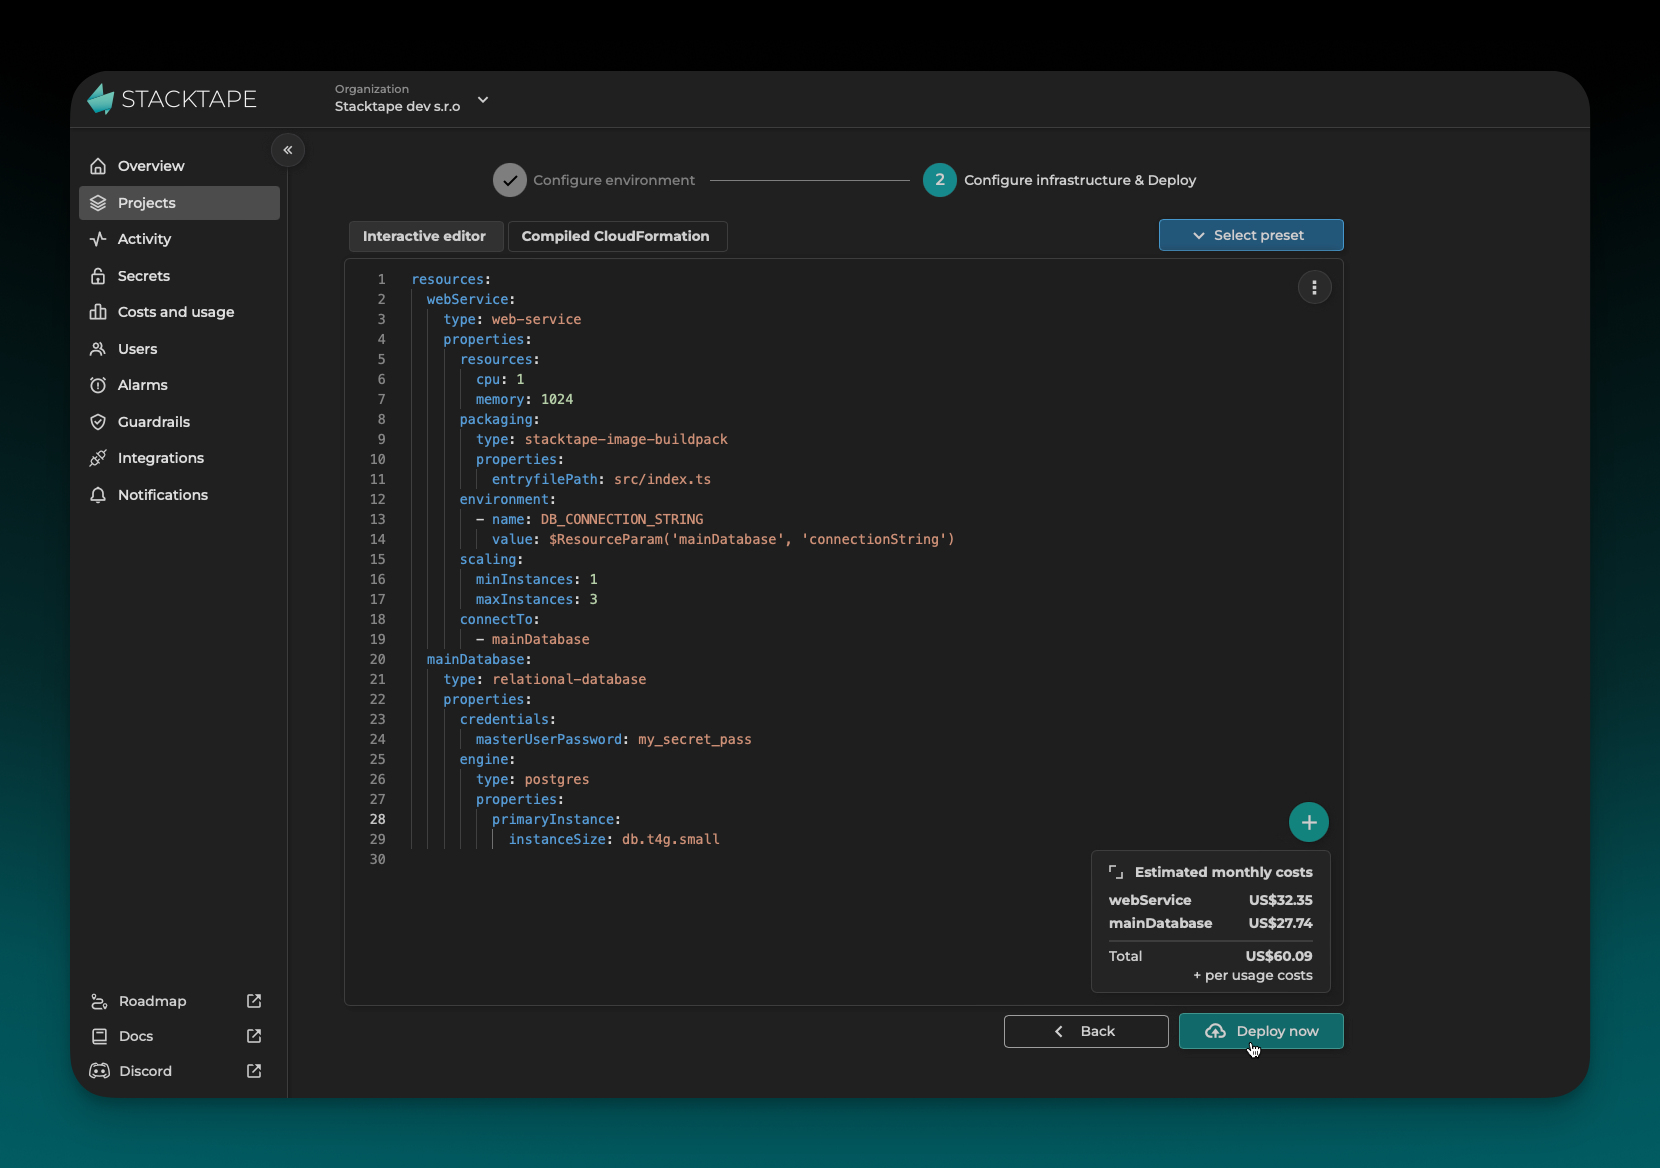 STACKTAPE
Organization
Stacktape dev s.r.o
Overview
Projects
Activity
Secrets
Costs and usage
Users
Alarms
Guardrails
Integrations
Notifications
Roadmap
Docs
Discord
Configure environment
2 Configure infrastructure & Deploy
Interactive editor
Compiled CloudFormation
Select preset
1 resources:
2 webService:
3 type: web-service
4 properties:
5 resources:
6 cpu: 1
7 memory: 1024
8 packaging:
9 type: stacktape-image-buildpack
10 properties:
11 entryfilePath: src/index.ts
12 environment:
13 - name: DB_CONNECTION_STRING
14 value: $ResourceParam('mainDatabase', 'connectionString')
15 scaling:
16 minInstances: 1
17 maxInstances: 3
18 connectTo:
19 - mainDatabase
20 mainDatabase:
21 type: relational-database
22 properties:
23 credentials:
24 masterUserPassword: my_secret_pass
25 engine:
26 type: postgres
27 properties:
28 primaryInstance:
29 instanceSize: db.t4g.small
30
Estimated monthly costs
webService US$32.35
mainDatabase US$27.74
Total US$60.09
+ per usage costs
Back
Deploy now